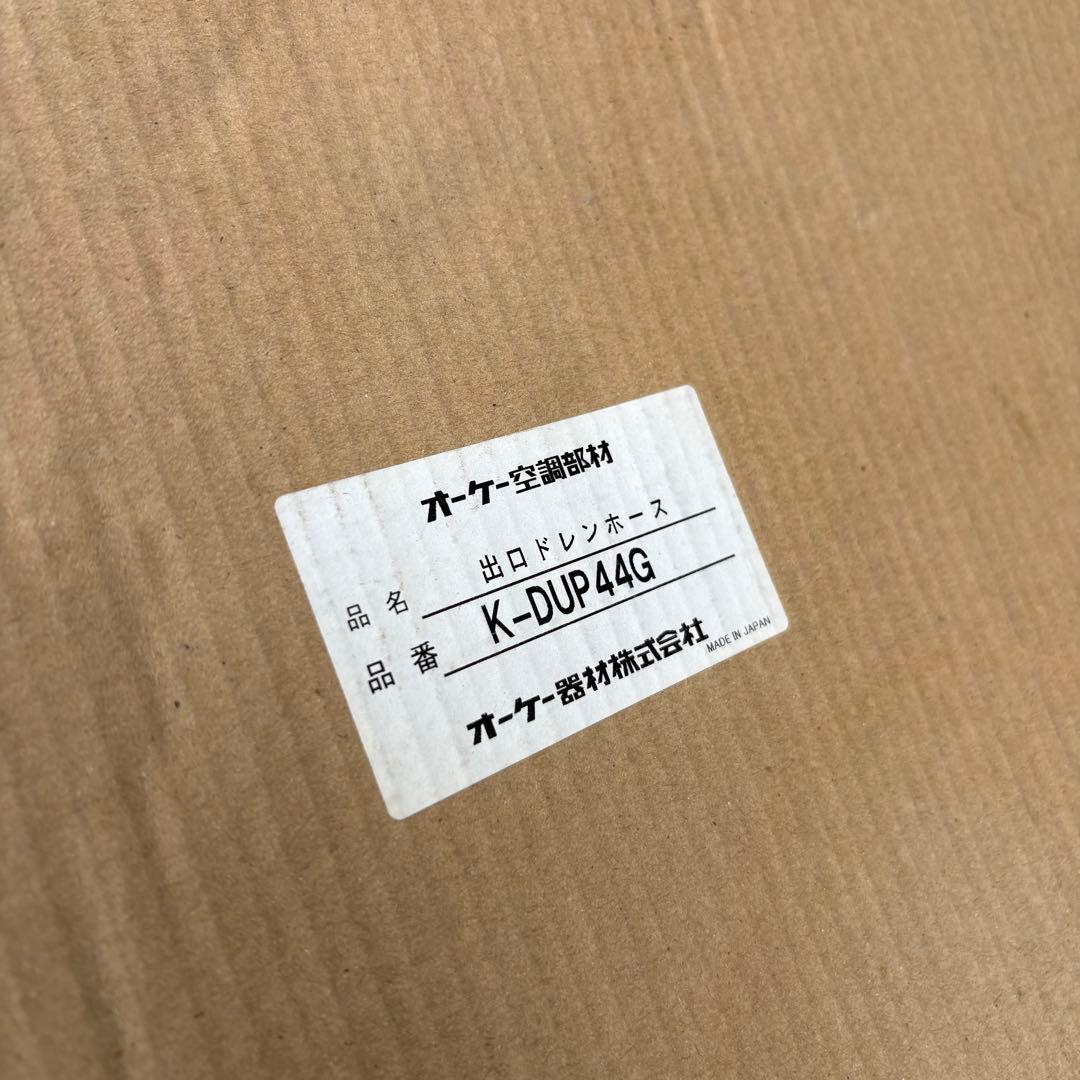 オーケー空調部材
品名 出口ドレンホース
品番 K-DUP44G
オーケー器材株式会社 MADE IN JAPAN